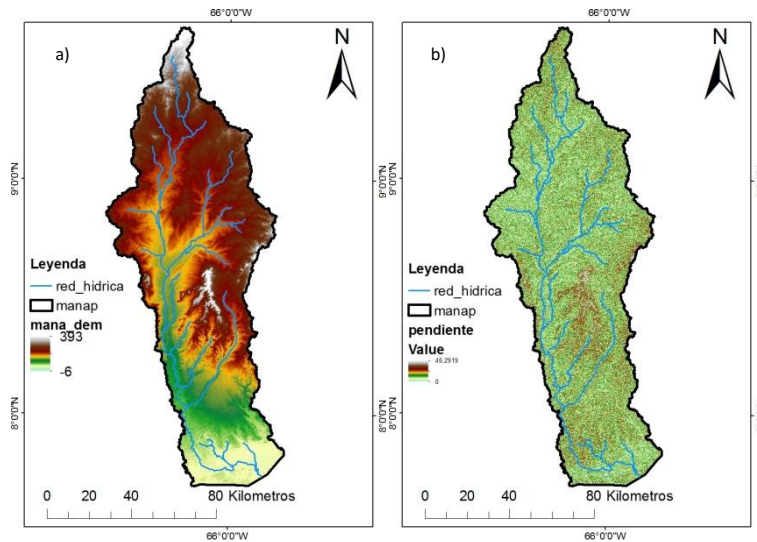 66°0'0"W
a)
N
9°0'0"N
8°0'0"N
Leyenda
red_hidrica
manap
mana_dem
393
-6
0 20 40 80 Kilometros
66°0'0"W
66°0'0"W
b)
N
9°0'0"N
8°0'0"N
Leyenda
red_hidrica
manap
pendiente
Value
46.2919
0
0 20 40 80 Kilometros
66°0'0"W